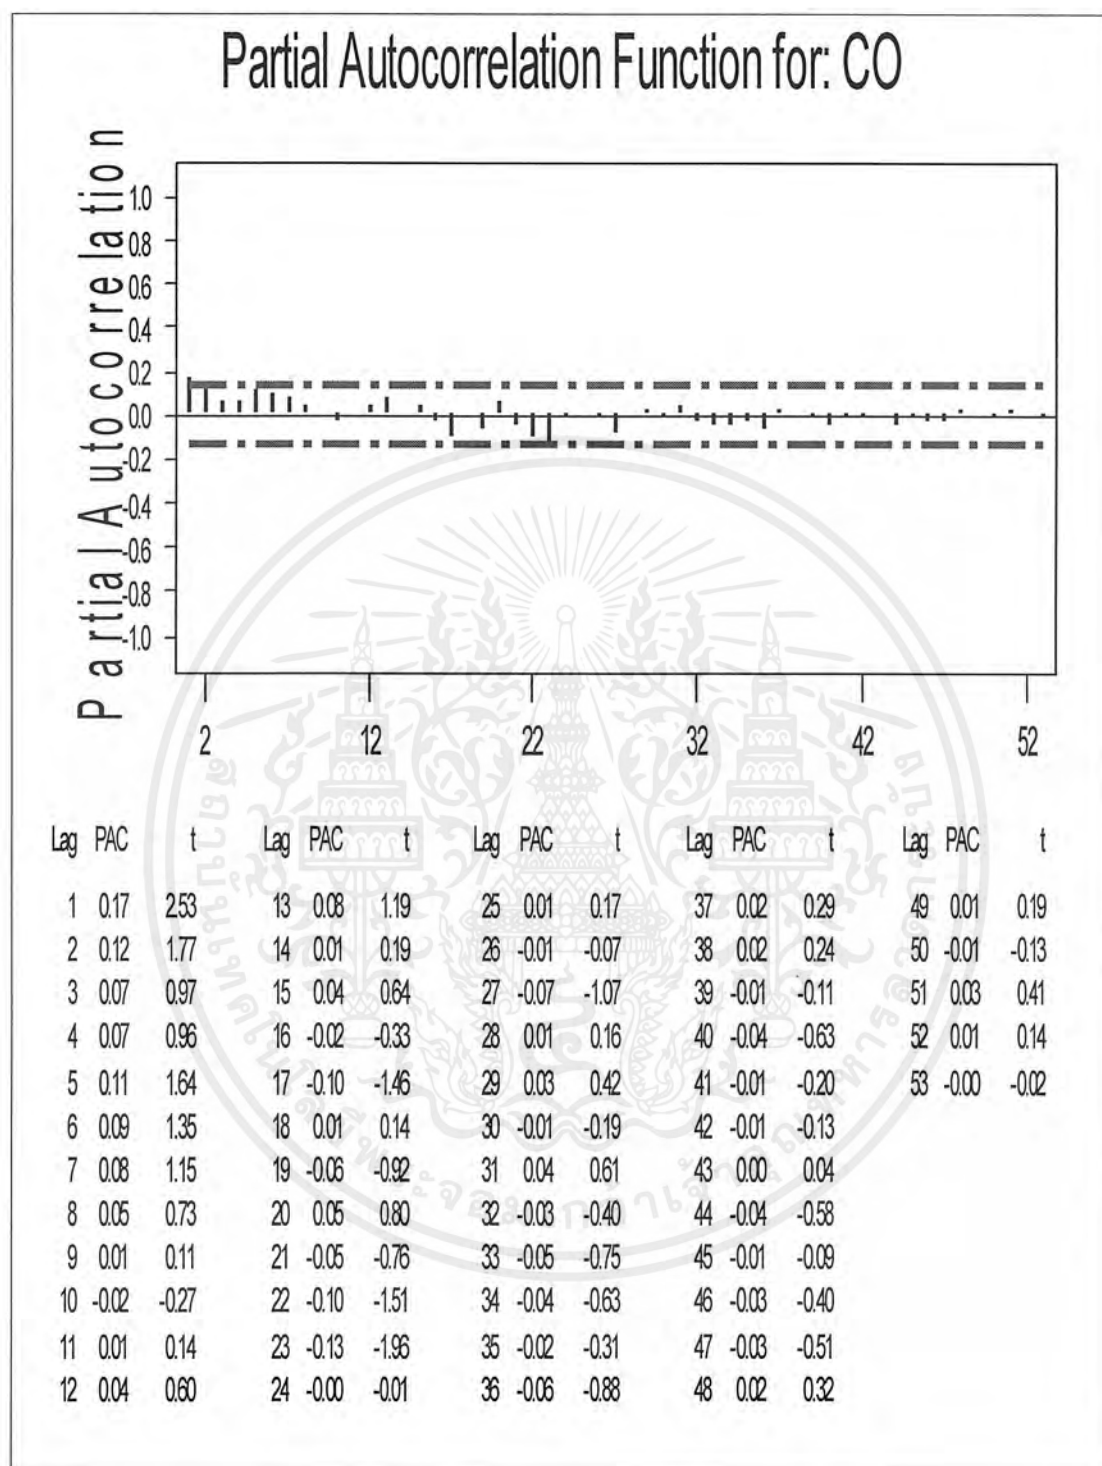 Partial Autocorrelation Function for: CO
Partial Autocorrelation
1.0
0.8
0.6
0.4
0.2
0.0
-0.2
-0.4
-0.6
-0.8
-1.0
2 12 22 32 42 52
Lag PAC t Lag PAC t Lag PAC t Lag PAC t Lag PAC t
1 0.17 2.53 13 0.08 1.19 25 0.01 0.17 37 0.02 0.29 49 0.01 0.19
2 0.12 1.77 14 0.01 0.19 26 -0.01 -0.07 38 0.02 0.24 50 -0.01 -0.13
3 0.07 0.97 15 0.04 0.64 27 -0.07 -1.07 39 -0.01 -0.11 51 0.03 0.41
4 0.07 0.96 16 -0.02 -0.33 28 0.01 0.16 40 -0.04 -0.63 52 0.01 0.14
5 0.11 1.64 17 -0.10 -1.46 29 0.03 0.42 41 -0.01 -0.20 53 -0.00 -0.02
6 0.09 1.35 18 0.01 0.14 30 -0.01 -0.19 42 -0.01 -0.13
7 0.08 1.15 19 -0.06 -0.92 31 0.04 0.61 43 0.00 0.04
8 0.05 0.73 20 0.05 0.80 32 -0.03 -0.40 44 -0.04 -0.58
9 0.01 0.11 21 -0.05 -0.76 33 -0.05 -0.75 45 -0.01 -0.09
10 -0.02 -0.27 22 -0.10 -1.51 34 -0.04 -0.63 46 -0.03 -0.40
11 0.01 0.14 23 -0.13 -1.96 35 -0.02 -0.31 47 -0.03 -0.51
12 0.04 0.60 24 -0.00 -0.01 36 -0.06 -0.88 48 0.02 0.32